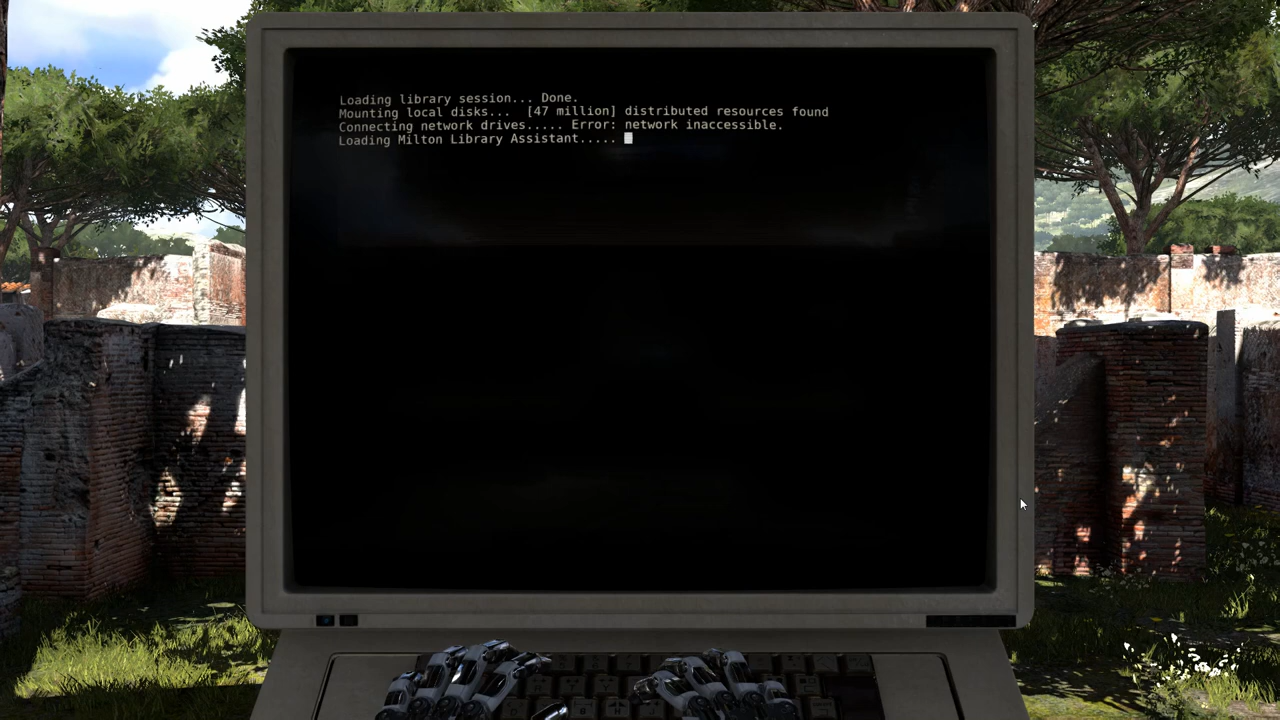 Loading library session... Done.
Mounting local disks...  [47 million] distributed resources found
Connecting network drives..... Error: network inaccessible.
Loading Milton Library Assistant.....